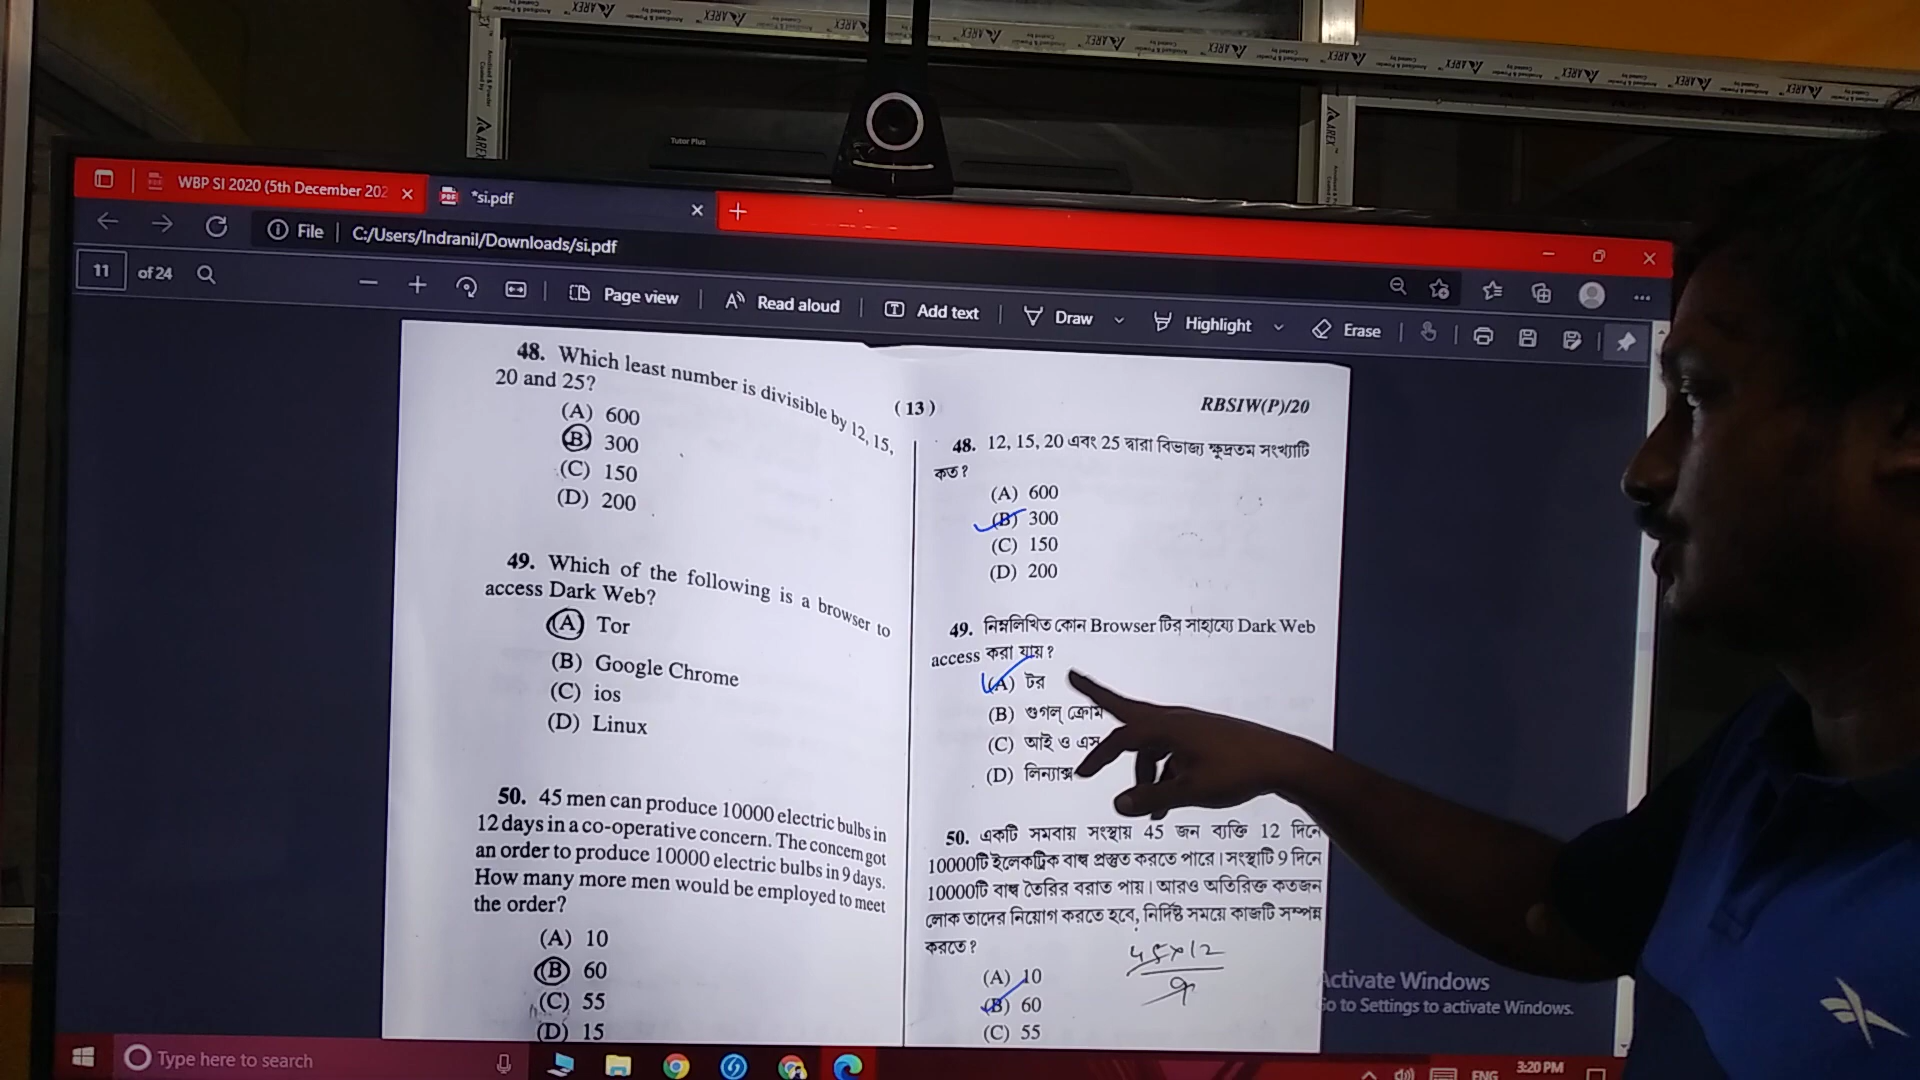 Tutor Plus
WBP SI 2020 (5th December 202
*si.pdf
File
C:/Users/Indranil/Downloads/si.pdf
11
of 24
Page view
Read aloud
Add text
Draw
Highlight
Erase
48. Which least number is divisible by 12, 15,
20 and 25?
(A) 600
(B) 300
(C) 150
(D) 200
49. Which of the following is a browser to
access Dark Web?
(A) Tor
(B) Google Chrome
(C) ios
(D) Linux
50. 45 men can produce 10000 electric bulbs in
12 days in a co-operative concern. The concern got
an order to produce 10000 electric bulbs in 9 days.
How many more men would be employed to meet
the order?
(A) 10
(B) 60
(C) 55
(D) 15
(13)
RBSIW(P)/20
48. 12, 15, 20 এবং 25 দ্বারা বিভাজ্য ক্ষুদ্রতম সংখ্যাটি
কত?
(A) 600
(B) 300
(C) 150
(D) 200
49. নিম্নলিখিত কোন Browser টির সাহায্যে Dark Web
access করা যায়?
(A) টর
(B) গুগল্ ক্রোম
(C) আই ও এস
(D) লিন্যাক্স
50. একটি সমবায় সংস্থায় 45 জন ব্যক্তি 12 দিনে
10000টি ইলেকট্রিক বাল্ব প্রস্তুত করতে পারে। সংস্থাটি 9 দিনে
10000টি বাল্ব তৈরির বরাত পায়। আরও অতিরিক্ত কতজন
লোক তাদের নিয়োগ করতে হবে, নির্দিষ্ট সময়ে কাজটি সম্পন্ন
করতে?
45×12
9
(A) 10
(B) 60
(C) 55
Activate Windows
Go to Settings to activate Windows.
Type here to search
ENG
3:20 PM